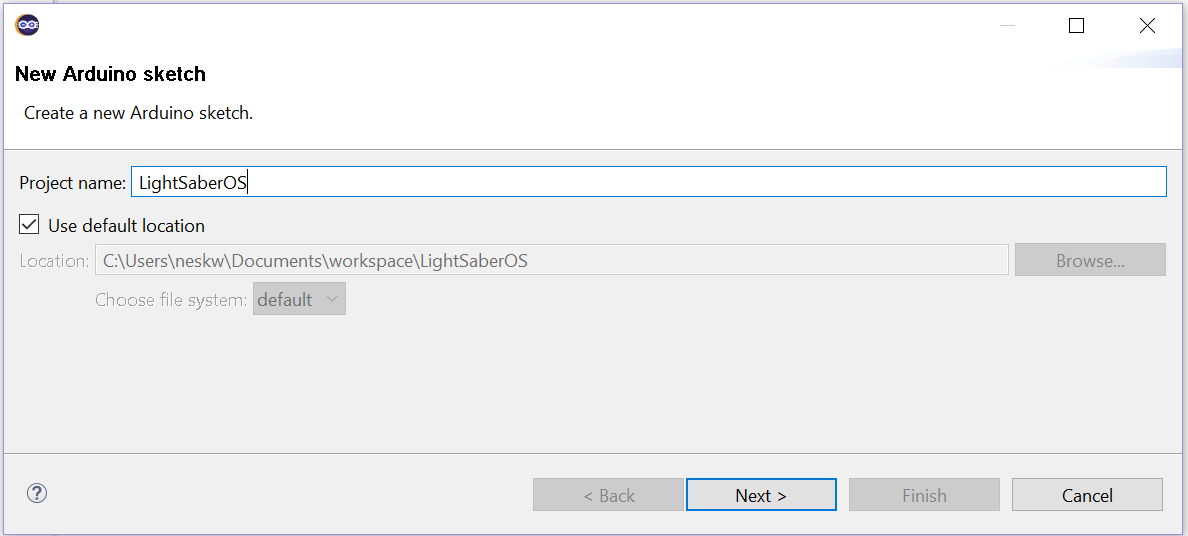 New Arduino sketch
Create a new Arduino sketch.
Project name: LightSaberOS
Use default location
Location: C:\Users\neskw\Documents\workspace\LightSaberOS Browse...
Choose file system: default
? < Back Next > Finish Cancel